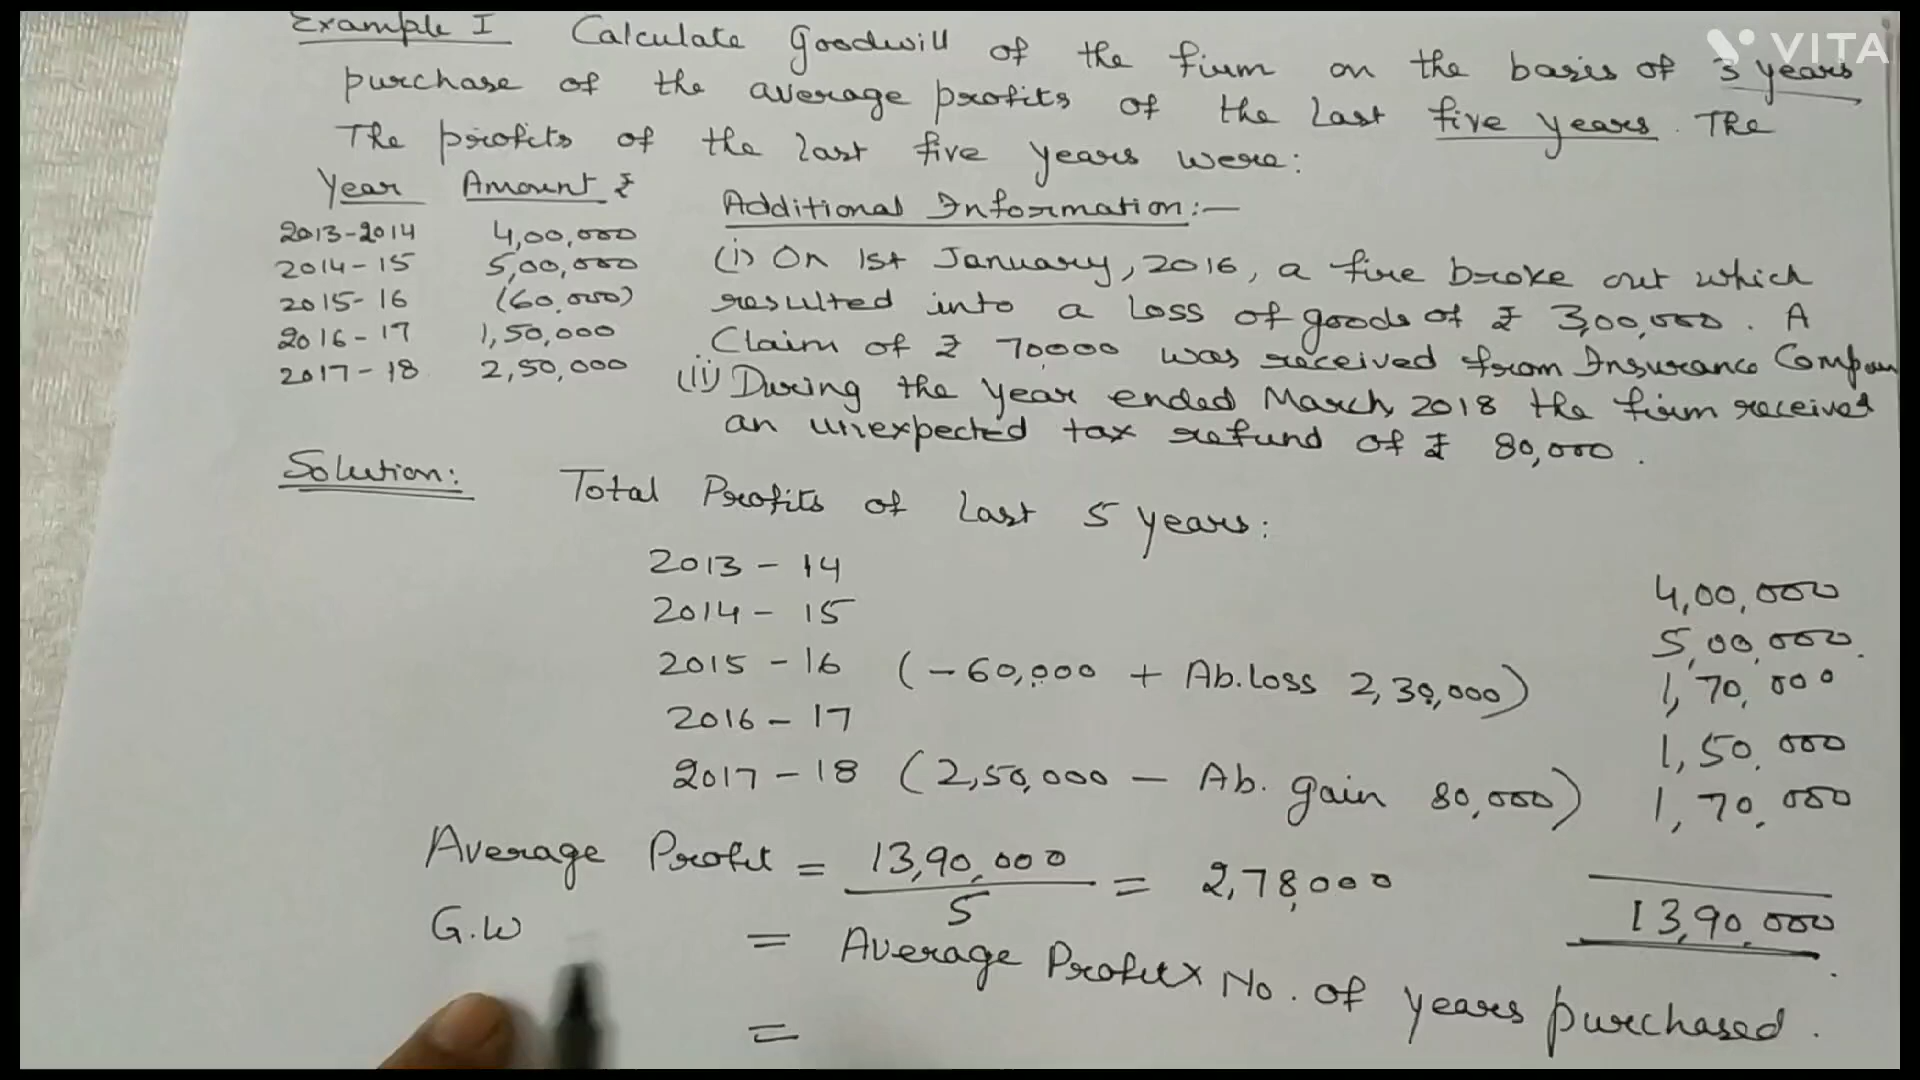 VITA
Example I Calculate Goodwill of the firm on the basis of 3 years
purchase of the average profits of the last five years. The
The profits of the last five years were:
Year Amount ₹
2013-2014 4,00,000
2014-15 5,00,000
2015-16 (60,000)
2016-17 1,50,000
2017-18 2,50,000
Additional Information:-
(i) On 1st January, 2016, a fire broke out which
resulted into a loss of goods of ₹ 3,00,000. A
Claim of ₹ 70000 was received from Insurance Compan
(ii) During the year ended March, 2018 the firm received
an unexpected tax refund of ₹ 80,000.
Solution: Total Profits of last 5 years:
2013-14 4,00,000
2014-15 5,00,000.
2015-16 (-60,000 + Ab.loss 2,30,000) 1,70,000
2016-17 1,50,000
2017-18 (2,50,000 - Ab. gain 80,000) 1,70,000
Average Profit = 13,90,000 / 5 = 2,78,000 13,90,000
G.W = Average Profit x No. of years purchased.
=